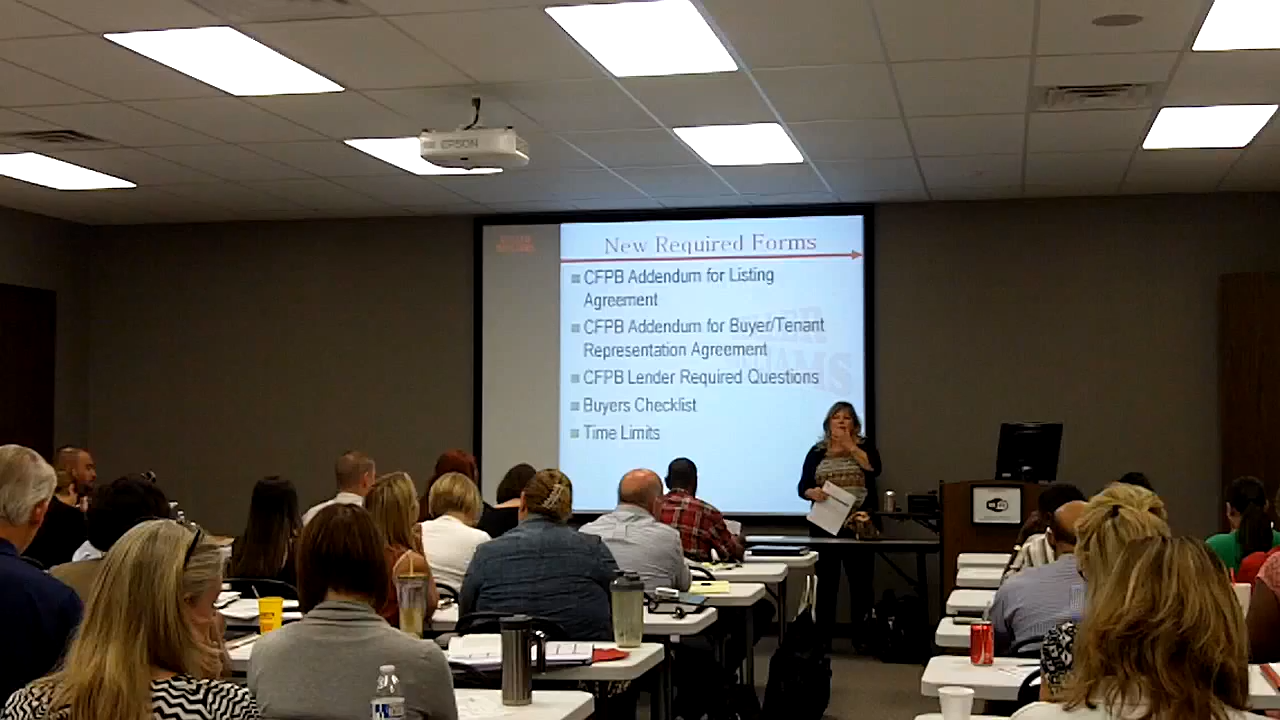 EPSON
New Required Forms
CFPB Addendum for Listing
Agreement
CFPB Addendum for Buyer/Tenant
Representation Agreement
CFPB Lender Required Questions
Buyers Checklist
Time Limits